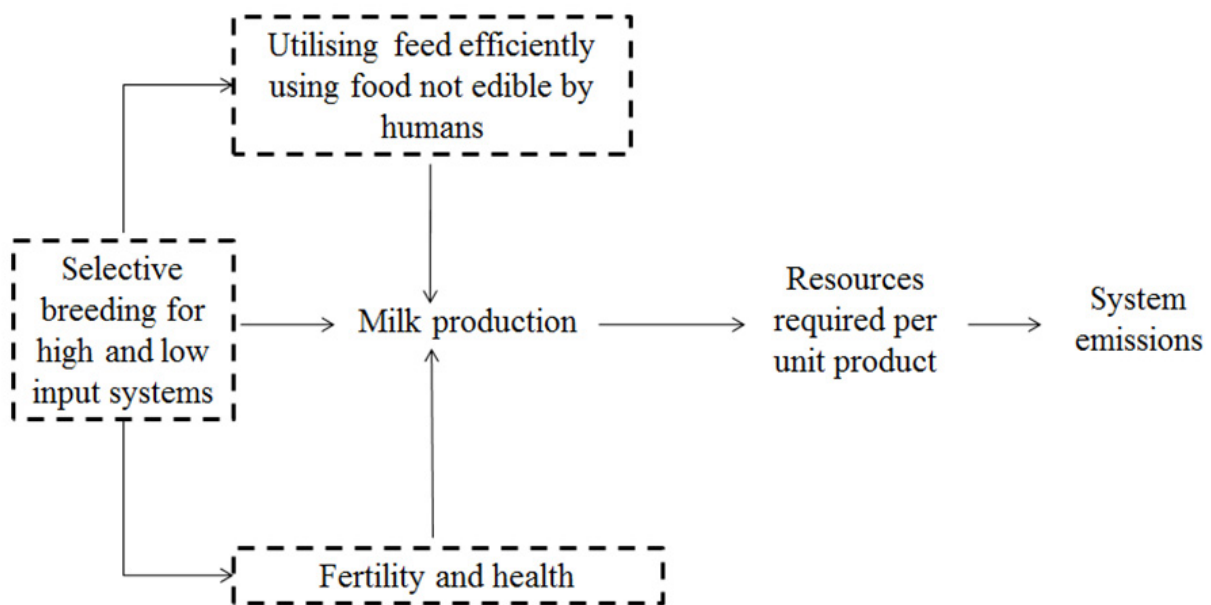 Utilising feed efficiently
using food not edible by
humans
Selective
breeding for
high and low
input systems
Milk production
Resources
required per
unit product
System
emissions
Fertility and health